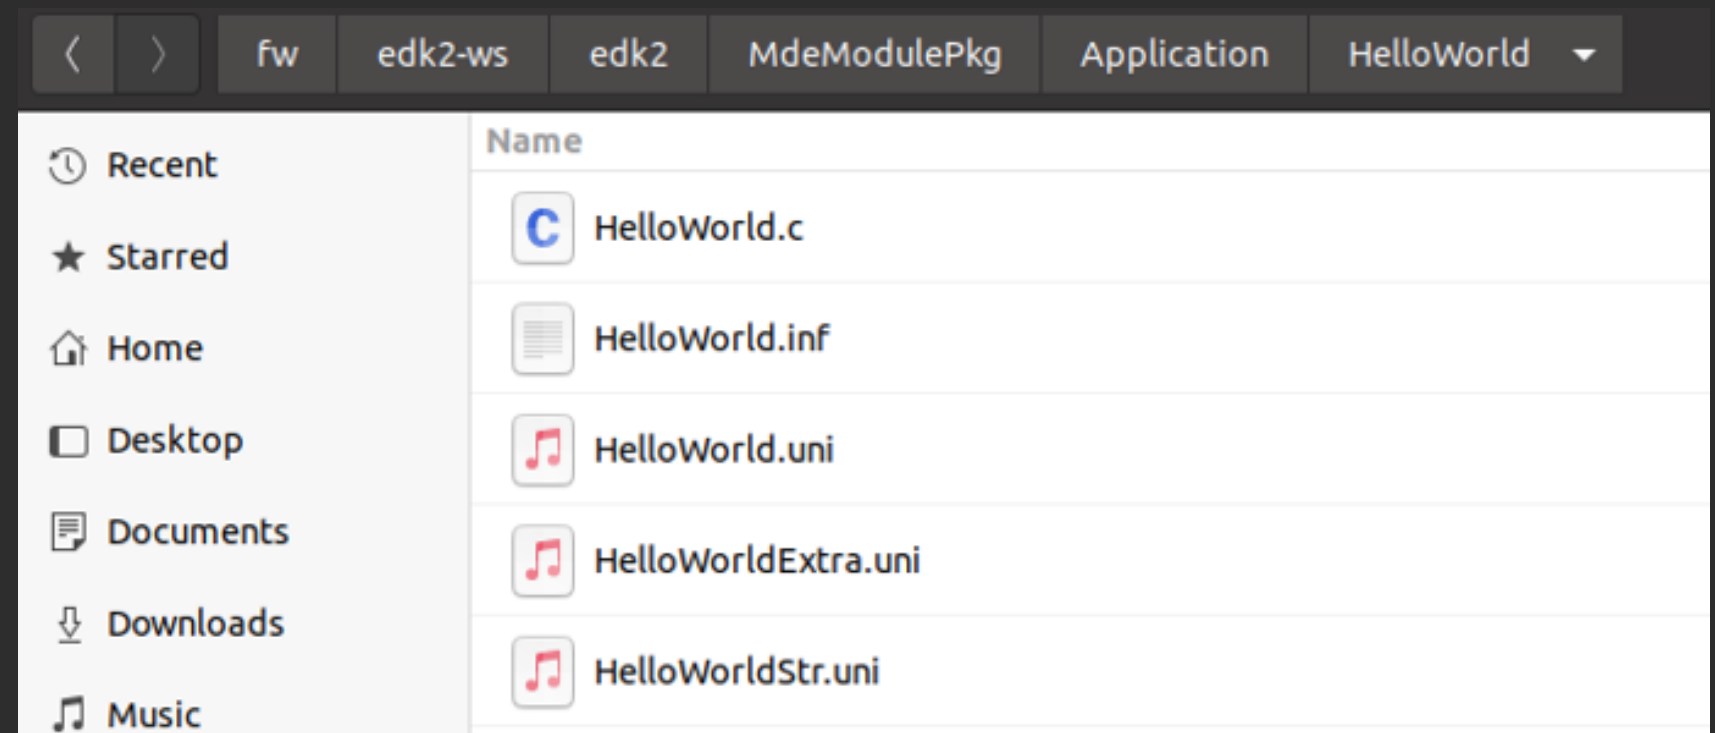 fw edk2-ws edk2 MdeModulePkg Application HelloWorld
Recent
Starred
Home
Desktop
Documents
Downloads
Music
Name
HelloWorld.c
HelloWorld.inf
HelloWorld.uni
HelloWorldExtra.uni
HelloWorldStr.uni